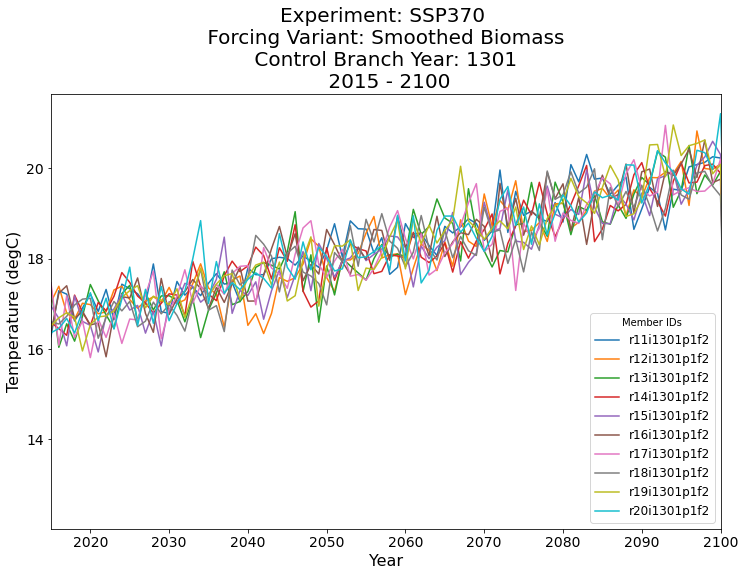 Experiment: SSP370
Forcing Variant: Smoothed Biomass
Control Branch Year: 1301
2015 - 2100
Temperature (degC)
20
18
16
14
Member IDs
r11i1301p1f2
r12i1301p1f2
r13i1301p1f2
r14i1301p1f2
r15i1301p1f2
r16i1301p1f2
r17i1301p1f2
r18i1301p1f2
r19i1301p1f2
r20i1301p1f2
2020 2030 2040 2050 2060 2070 2080 2090 2100
Year